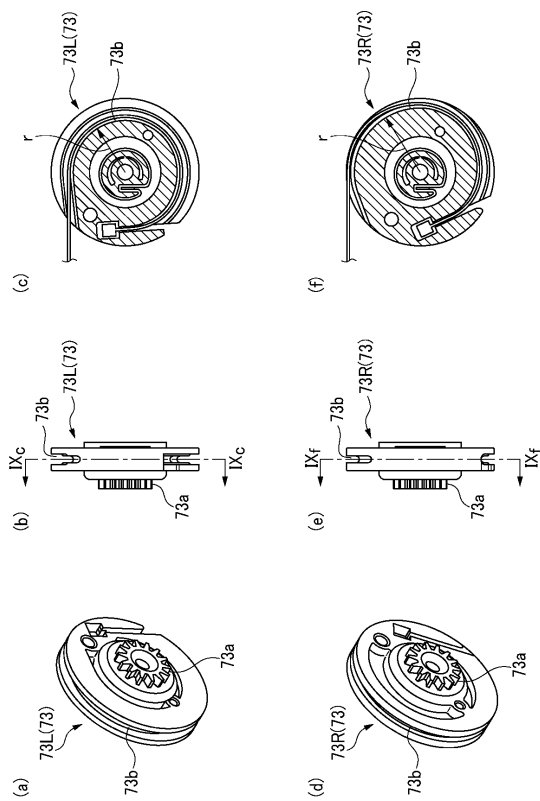 (a)
73L(73)
73b
73a
(b)
IXc
73b
73L(73)
IXc
73a
(c)
r
73L(73)
73b
(d)
73R(73)
73b
73a
(e)
IXf
73b
73R(73)
IXf
73a
(f)
r
73R(73)
73b